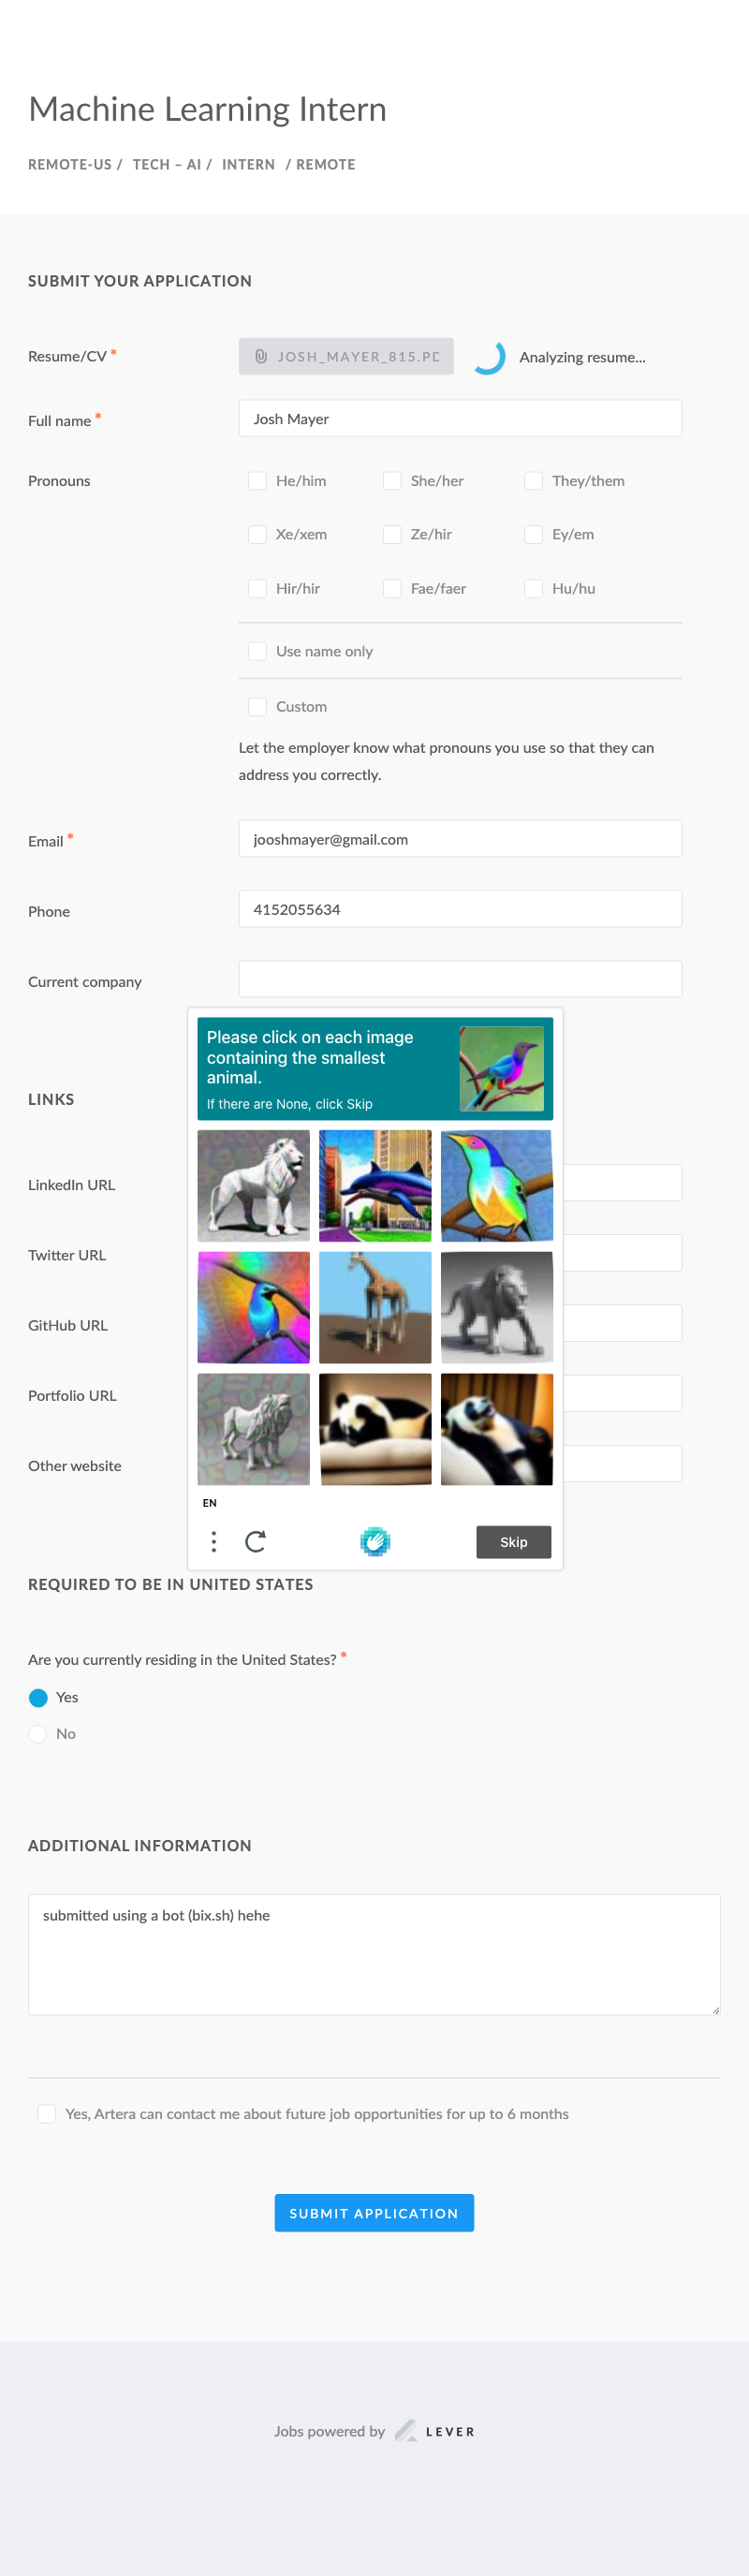 Machine Learning Intern
REMOTE-US / TECH – AI / INTERN / REMOTE
SUBMIT YOUR APPLICATION
Resume/CV * JOSH_MAYER_815.PD Analyzing resume...
Full name * Josh Mayer
Pronouns He/him She/her They/them
Xe/xem Ze/hir Ey/em
Hir/hir Fae/faer Hu/hu
Use name only
Custom
Let the employer know what pronouns you use so that they can
address you correctly.
Email * jooshmayer@gmail.com
Phone 4152055634
Current company
Please click on each image
containing the smallest
animal.
If there are None, click Skip
LINKS
LinkedIn URL
Twitter URL
GitHub URL
Portfolio URL
Other website
EN
Skip
REQUIRED TO BE IN UNITED STATES
Are you currently residing in the United States? *
Yes
No
ADDITIONAL INFORMATION
submitted using a bot (bix.sh) hehe
Yes, Artera can contact me about future job opportunities for up to 6 months
SUBMIT APPLICATION
Jobs powered by LEVER